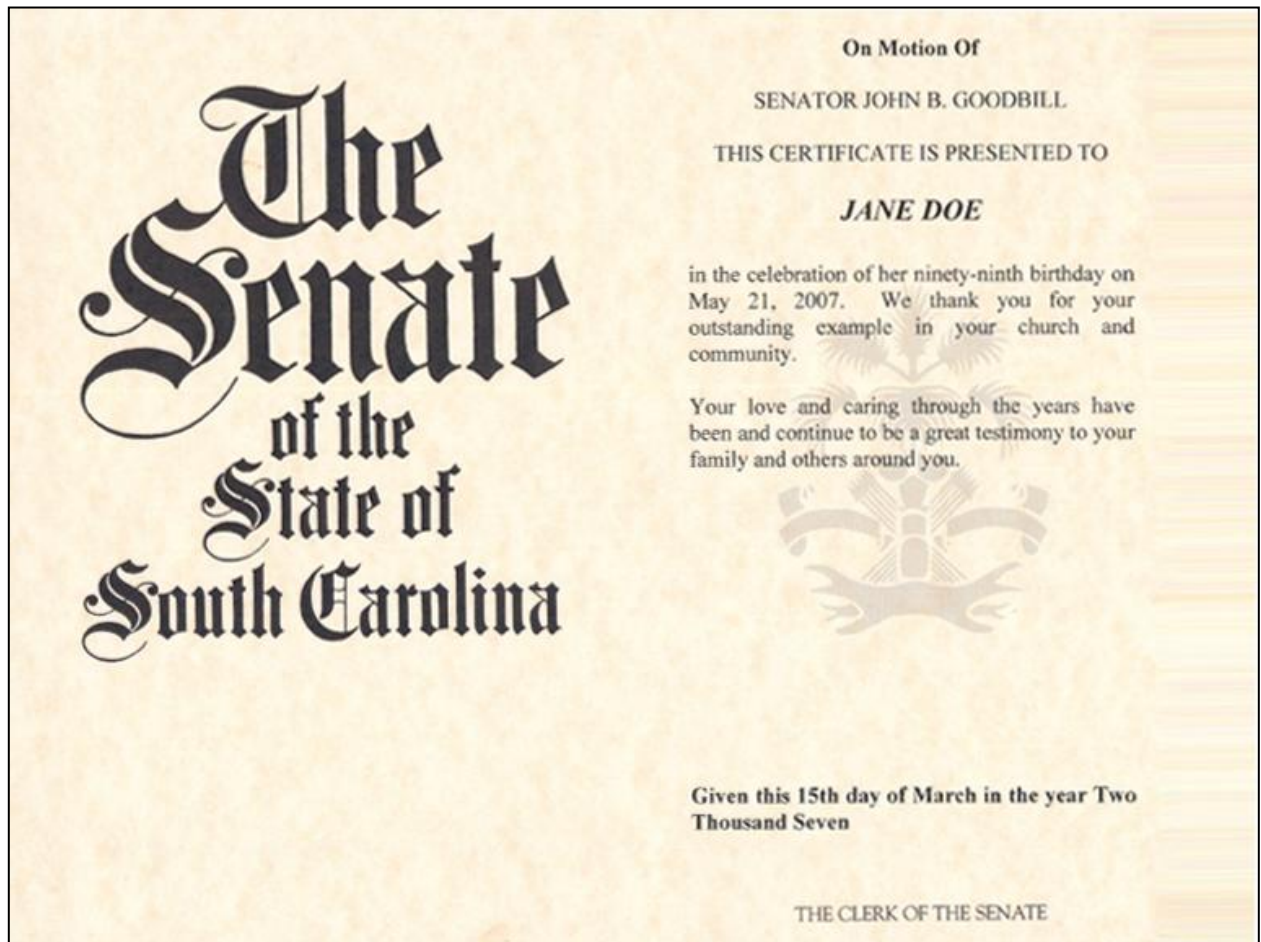 The
Senate
of the
State of
South Carolina
On Motion Of
SENATOR JOHN B. GOODBILL
THIS CERTIFICATE IS PRESENTED TO
JANE DOE
in the celebration of her ninety-ninth birthday on
May 21, 2007. We thank you for your
outstanding example in your church and
community.
Your love and caring through the years have
been and continue to be a great testimony to your
family and others around you.
Given this 15th day of March in the year Two
Thousand Seven
THE CLERK OF THE SENATE